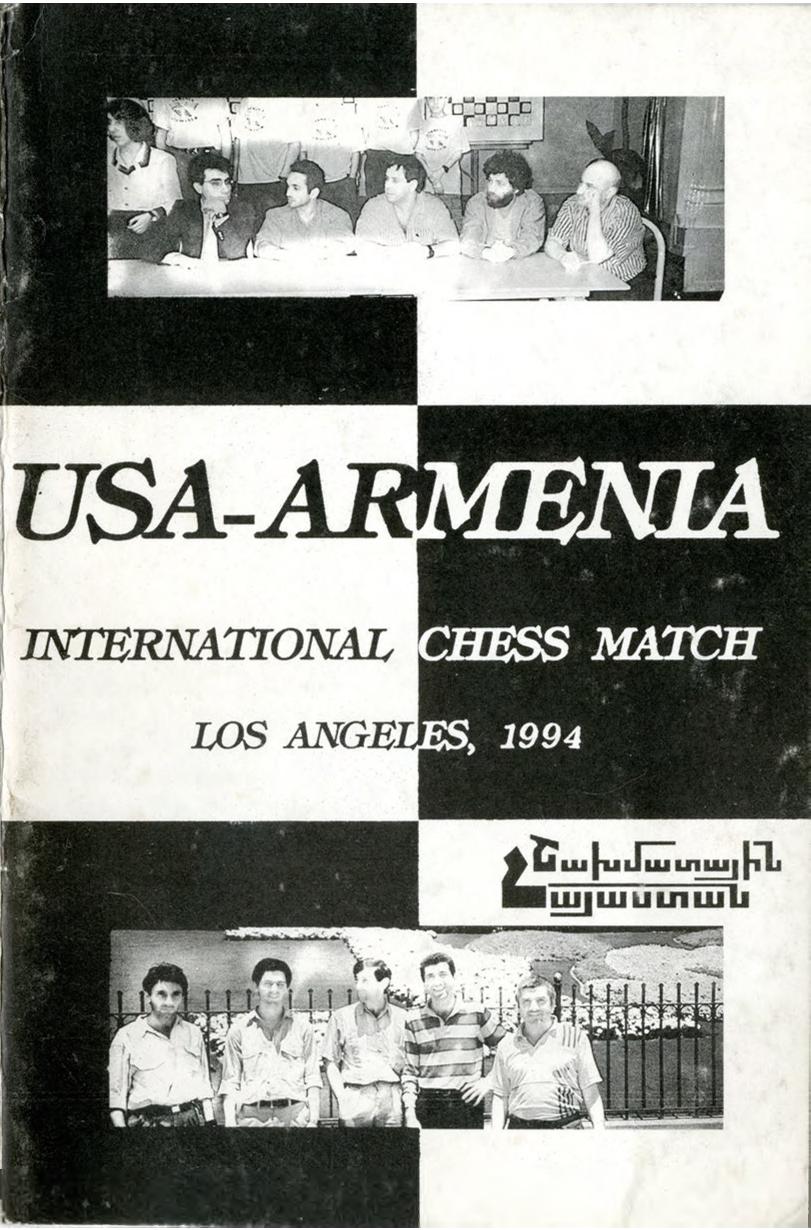 USA-ARMENIA
INTERNATIONAL CHESS MATCH
LOS ANGELES, 1994
Շախմատային
Հայաստան